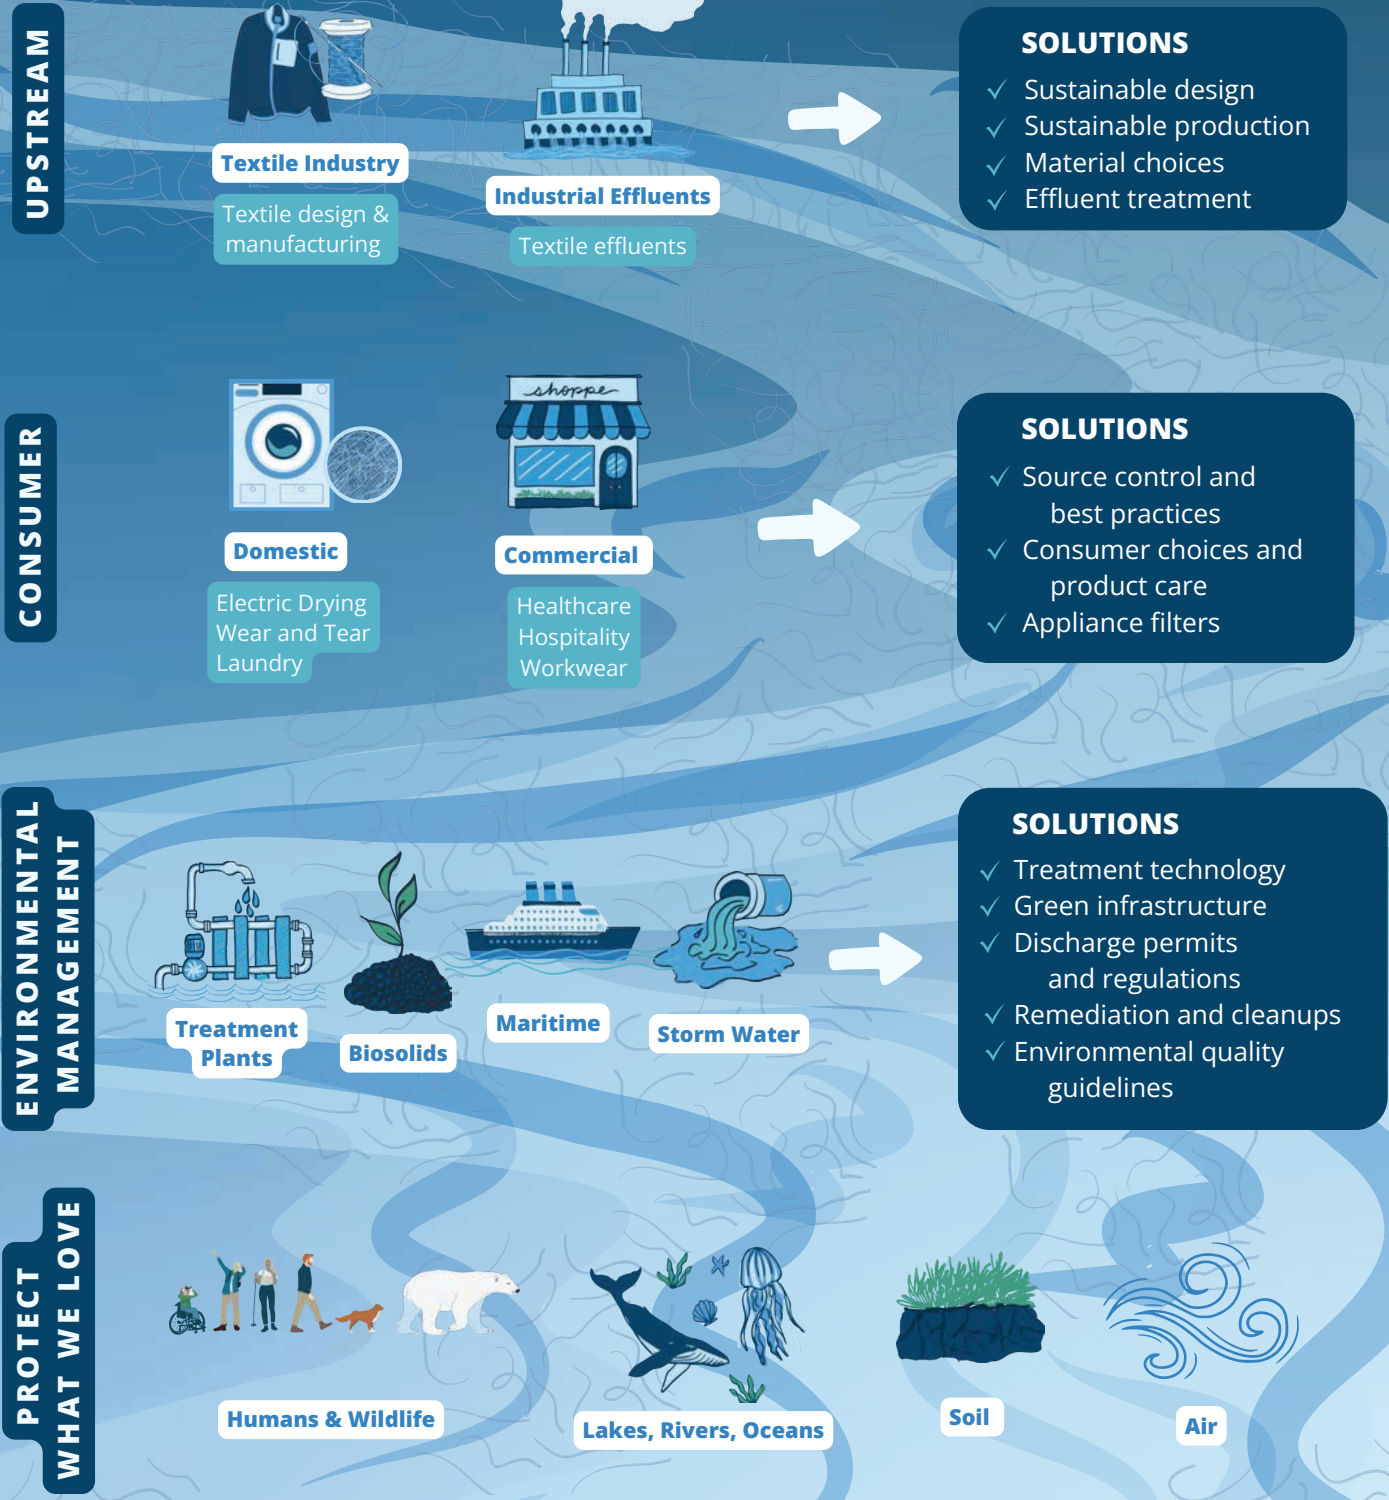 UPSTREAM
Textile Industry
Textile design &
manufacturing
Industrial Effluents
Textile effluents
SOLUTIONS
Sustainable design
Sustainable production
Material choices
Effluent treatment
CONSUMER
Domestic
Electric Drying
Wear and Tear
Laundry
shoppe
Commercial
Healthcare
Hospitality
Workwear
SOLUTIONS
Source control and
best practices
Consumer choices and
product care
Appliance filters
ENVIRONMENTAL
MANAGEMENT
Treatment
Plants
Biosolids
Maritime
Storm Water
SOLUTIONS
Treatment technology
Green infrastructure
Discharge permits
and regulations
Remediation and cleanups
Environmental quality
guidelines
PROTECT
WHAT WE LOVE
Humans & Wildlife
Lakes, Rivers, Oceans
Soil
Air